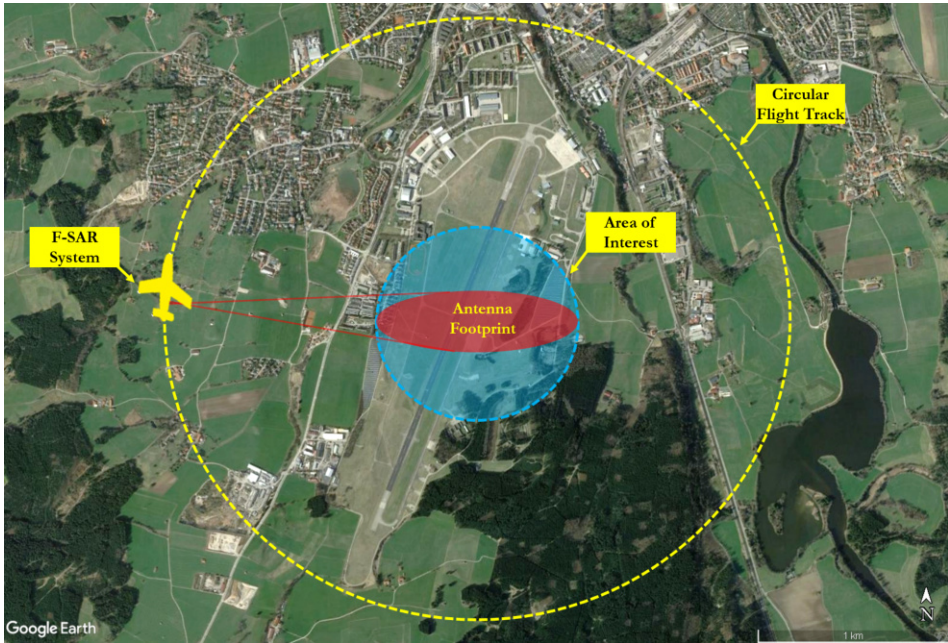 Circular
Flight Track
F-SAR
System
Area of
Interest
Antenna
Footprint
N
Google Earth
1 km